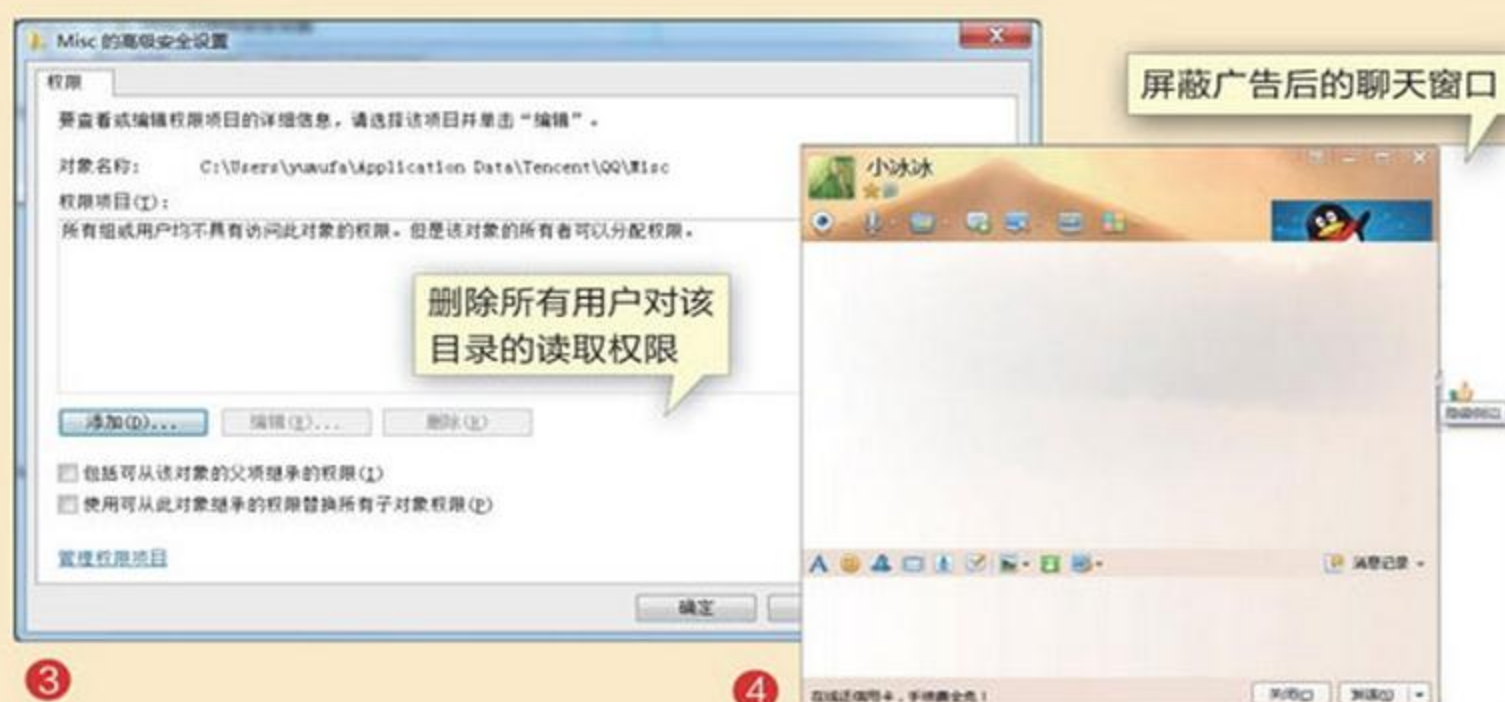 Misc 的高级安全设置
权限
要查看或编辑权限项目的详细信息,请选择该项目并单击“编辑”。
对象名称: C:\Users\yumufa\Application Data\Tencent\QQ\Misc
权限项目(T):
所有组或用户均不具有访问此对象的权限。但是该对象的所有者可以分配权限。
删除所有用户对该
目录的读取权限
添加(D)...
编辑(E)...
删除(R)
包括可从该对象的父项继承的权限(I)
使用可从此对象继承的权限替换所有子对象权限(P)
管理权限项目
确定
3
屏蔽广告后的聊天窗口
小冰冰
消息记录
关闭(C)
发送(S)
4